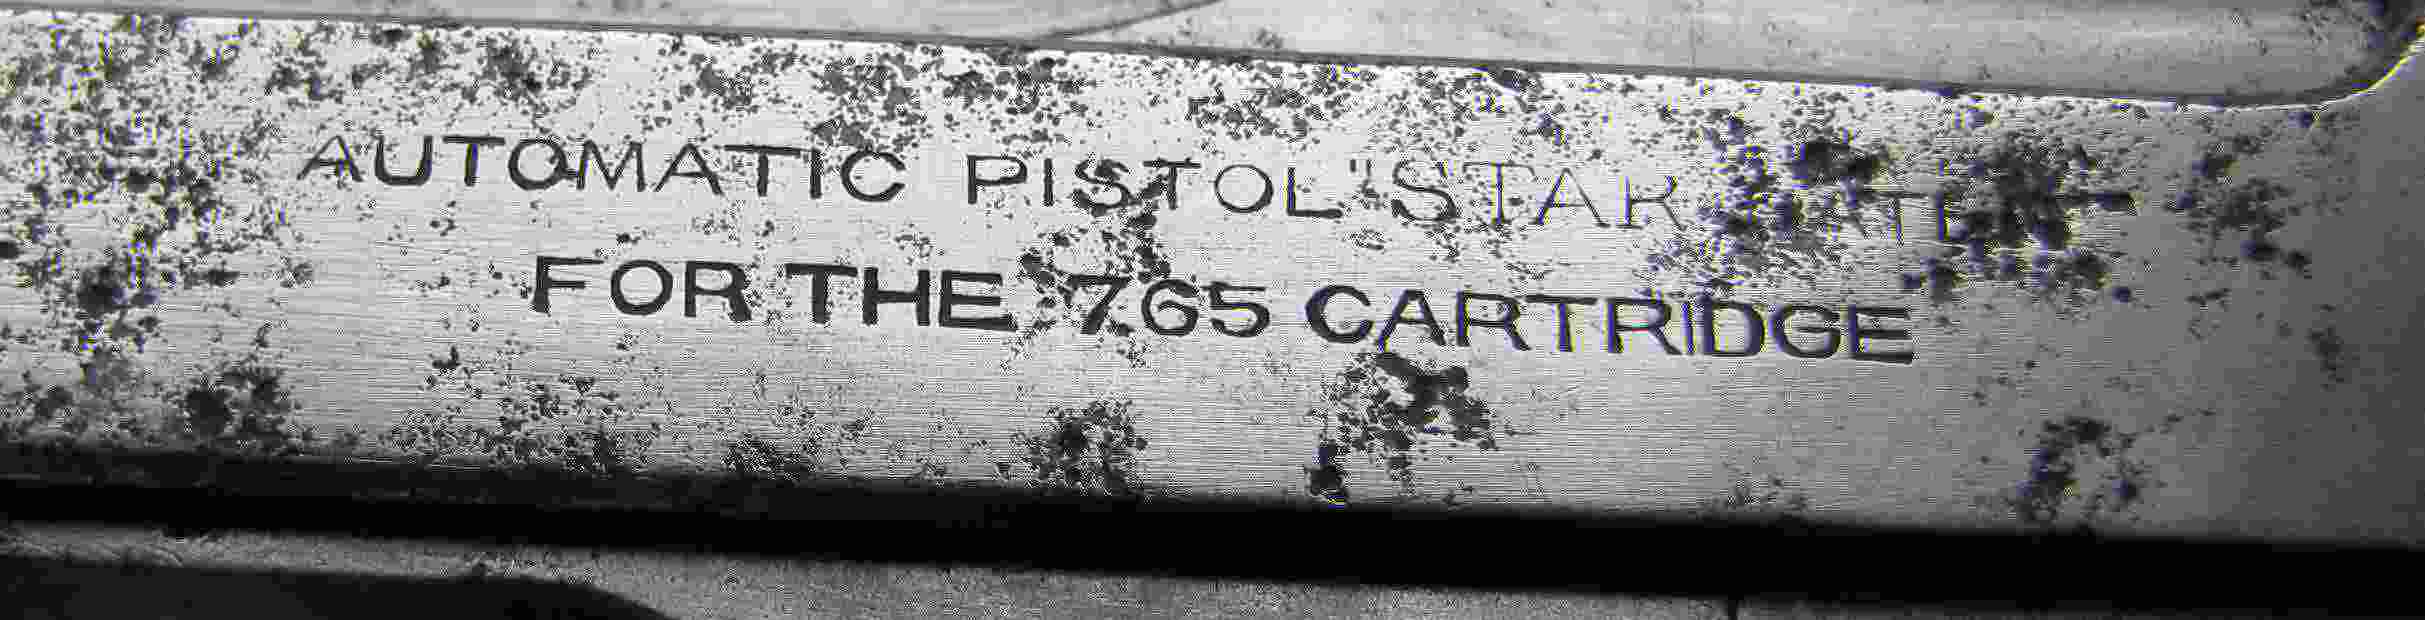 AUTOMATIC PISTOL "STAR
FOR THE 765 CARTRIDGE